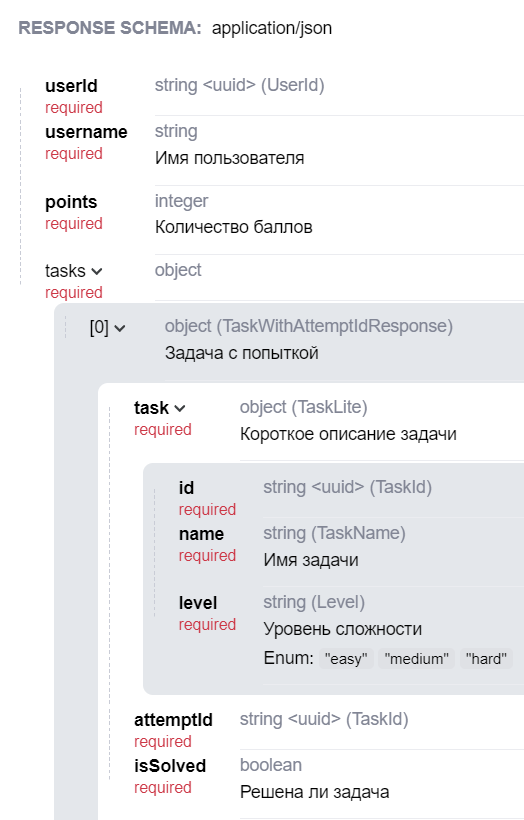 RESPONSE SCHEMA: application/json
userId string <uuid> (UserId)
required
username string
required Имя пользователя
points integer
required Количество баллов
tasks object
required
[0] object (TaskWithAttemptIdResponse)
Задача с попыткой
task object (TaskLite)
required Короткое описание задачи
id string <uuid> (TaskId)
required
name string (TaskName)
required Имя задачи
level string (Level)
required Уровень сложности
Enum: "easy" "medium" "hard"
attemptId string <uuid> (TaskId)
required
isSolved boolean
required Решена ли задача